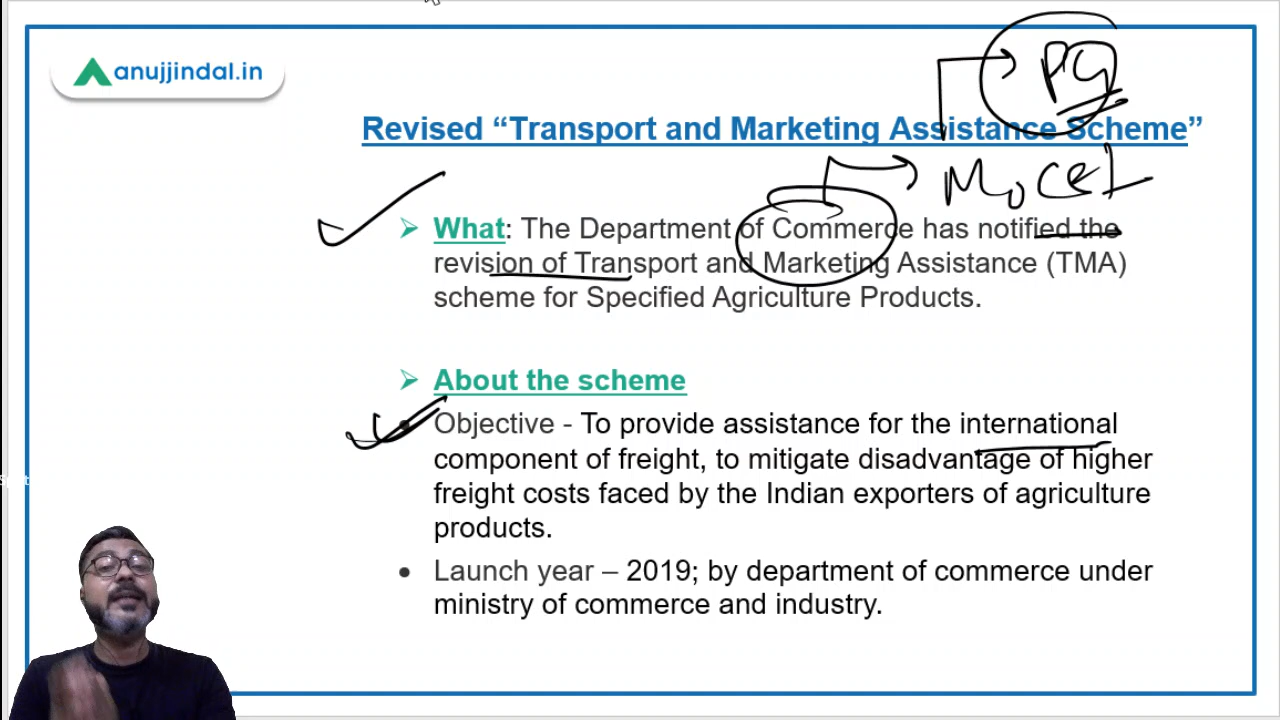 anujjindal.in
PG
Revised “Transport and Marketing Assistance Scheme”
MoC&I
➢ What: The Department of Commerce has notified the
revision of Transport and Marketing Assistance (TMA)
scheme for Specified Agriculture Products.
➢ About the scheme
• Objective - To provide assistance for the international
component of freight, to mitigate disadvantage of higher
freight costs faced by the Indian exporters of agriculture
products.
• Launch year – 2019; by department of commerce under
ministry of commerce and industry.